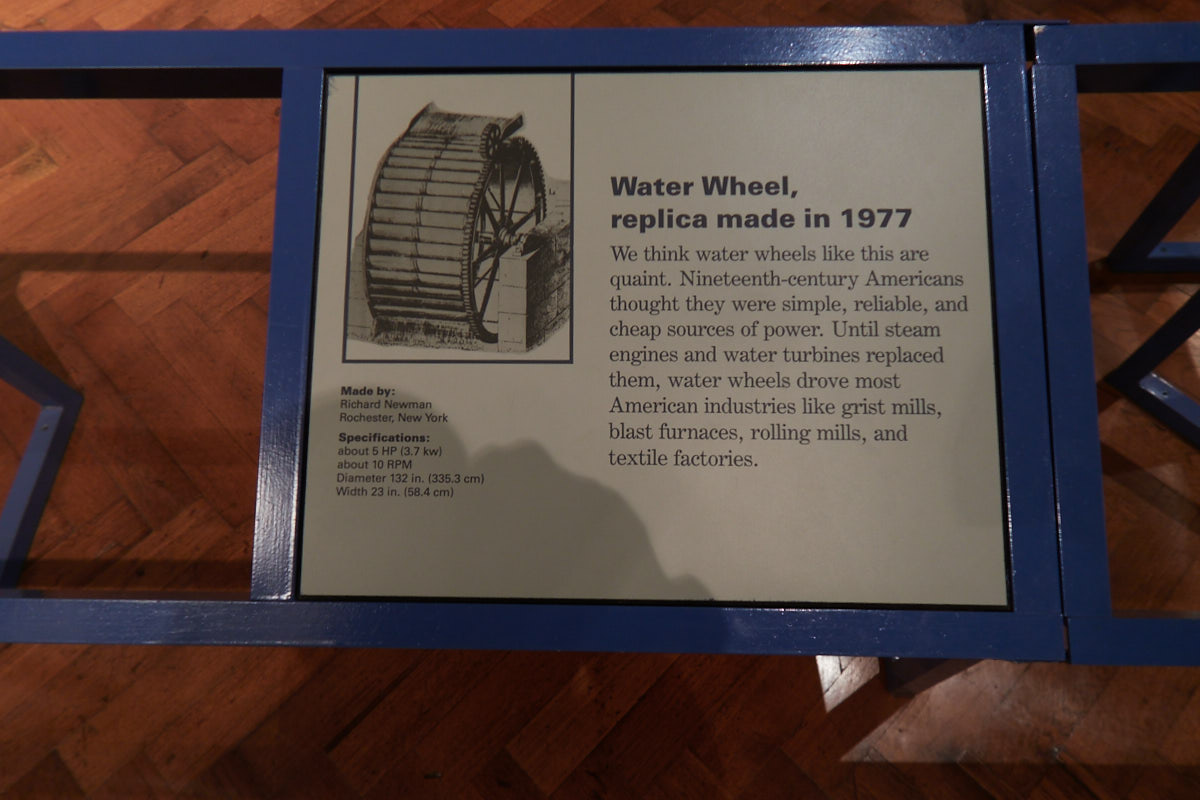 Water Wheel,
replica made in 1977
We think water wheels like this are
quaint. Nineteenth-century Americans
thought they were simple, reliable, and
cheap sources of power. Until steam
engines and water turbines replaced
them, water wheels drove most
American industries like grist mills,
blast furnaces, rolling mills, and
textile factories.
Made by:
Richard Newman
Rochester, New York
Specifications:
about 5 HP (3.7 kw)
about 10 RPM
Diameter 132 in. (335.3 cm)
Width 23 in. (58.4 cm)